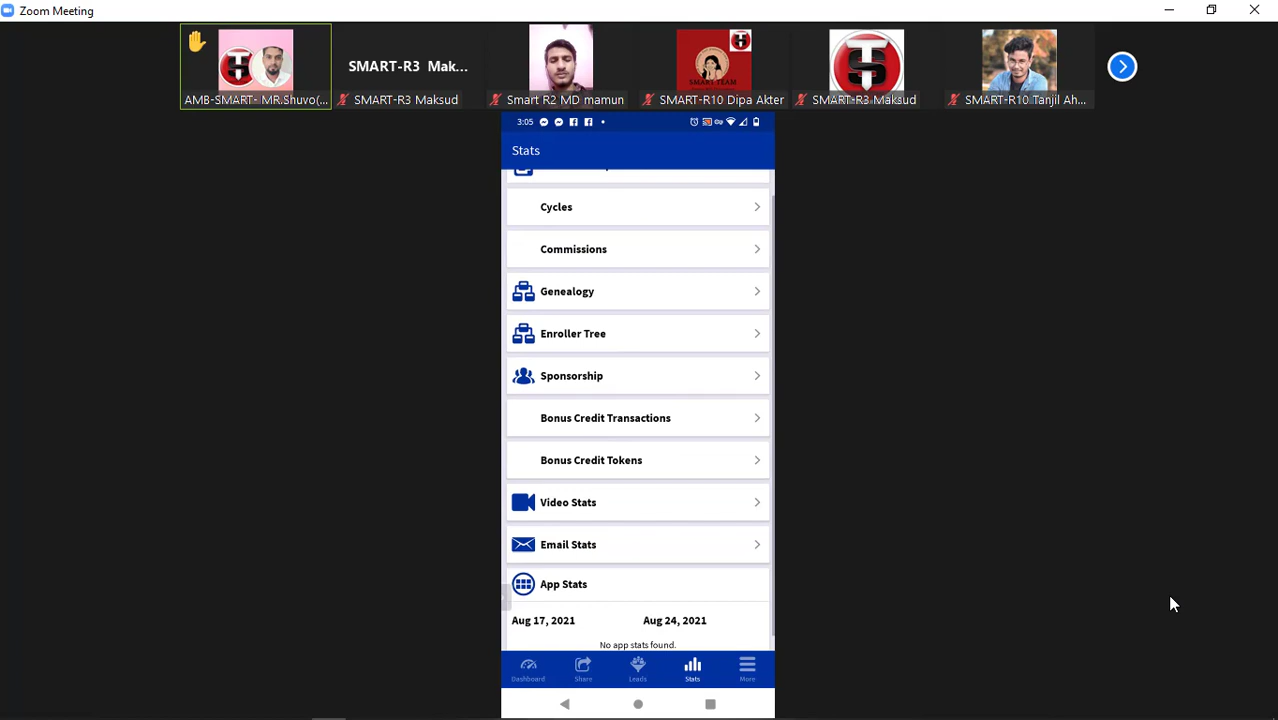 Zoom Meeting
SMART-R3 Mak...
AMB-SMART- MR.Shuvo(...
SMART-R3 Maksud
Smart R2 MD mamun
SMART-R10 Dipa Akter
SMART-R3 Maksud
SMART-R10 Tanjil Ah...
3:05
Stats
Cycles
Commissions
Genealogy
Enroller Tree
Sponsorship
Bonus Credit Transactions
Bonus Credit Tokens
Video Stats
Email Stats
App Stats
Aug 17, 2021 Aug 24, 2021
No app stats found.
Dashboard Share Leads Stats More